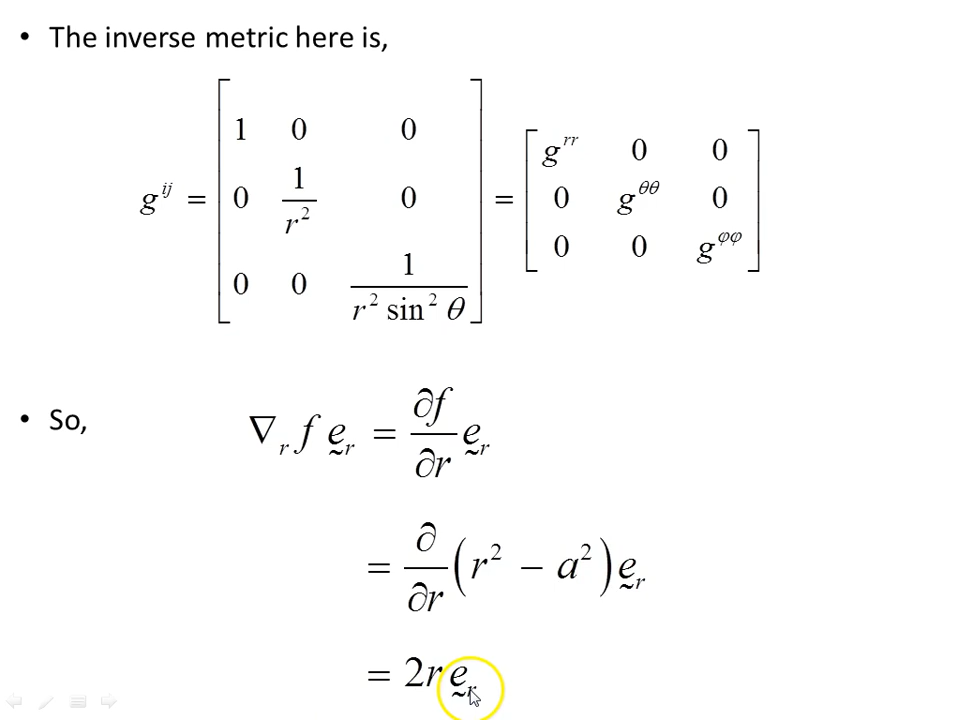 • The inverse metric here is,
g^{ij} = [1 0 0; 0 1/r^2 0; 0 0 1/(r^2 sin^2 θ)] = [g^{rr} 0 0; 0 g^{θθ} 0; 0 0 g^{φφ}]
• So, ∇_r f e_r = ∂f/∂r e_r
= ∂/∂r (r^2 − a^2) e_r
= 2r e_r